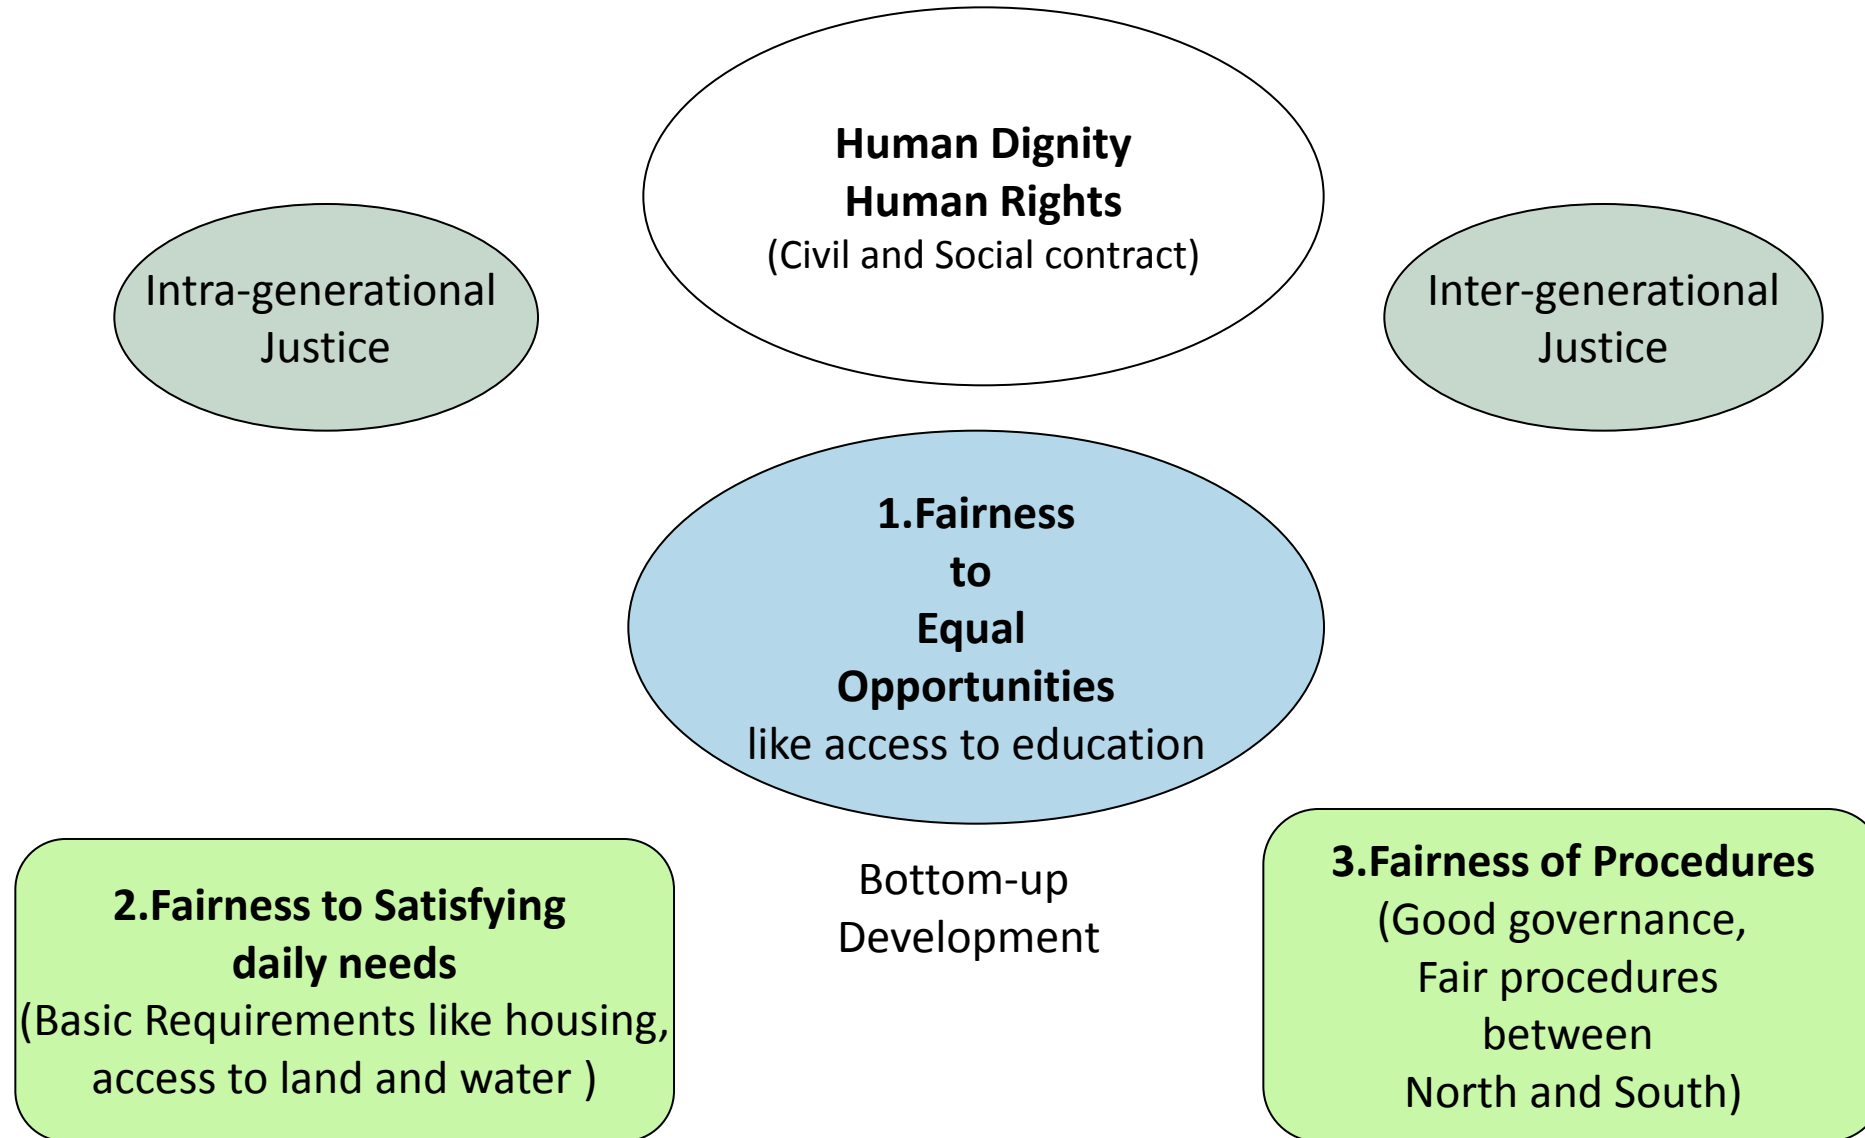 Human Dignity
Human Rights
(Civil and Social contract)
Intra-generational
Justice
Inter-generational
Justice
1.Fairness
to
Equal
Opportunities
like access to education
2.Fairness to Satisfying
daily needs
(Basic Requirements like housing,
access to land and water )
Bottom-up
Development
3.Fairness of Procedures
(Good governance,
Fair procedures
between
North and South)